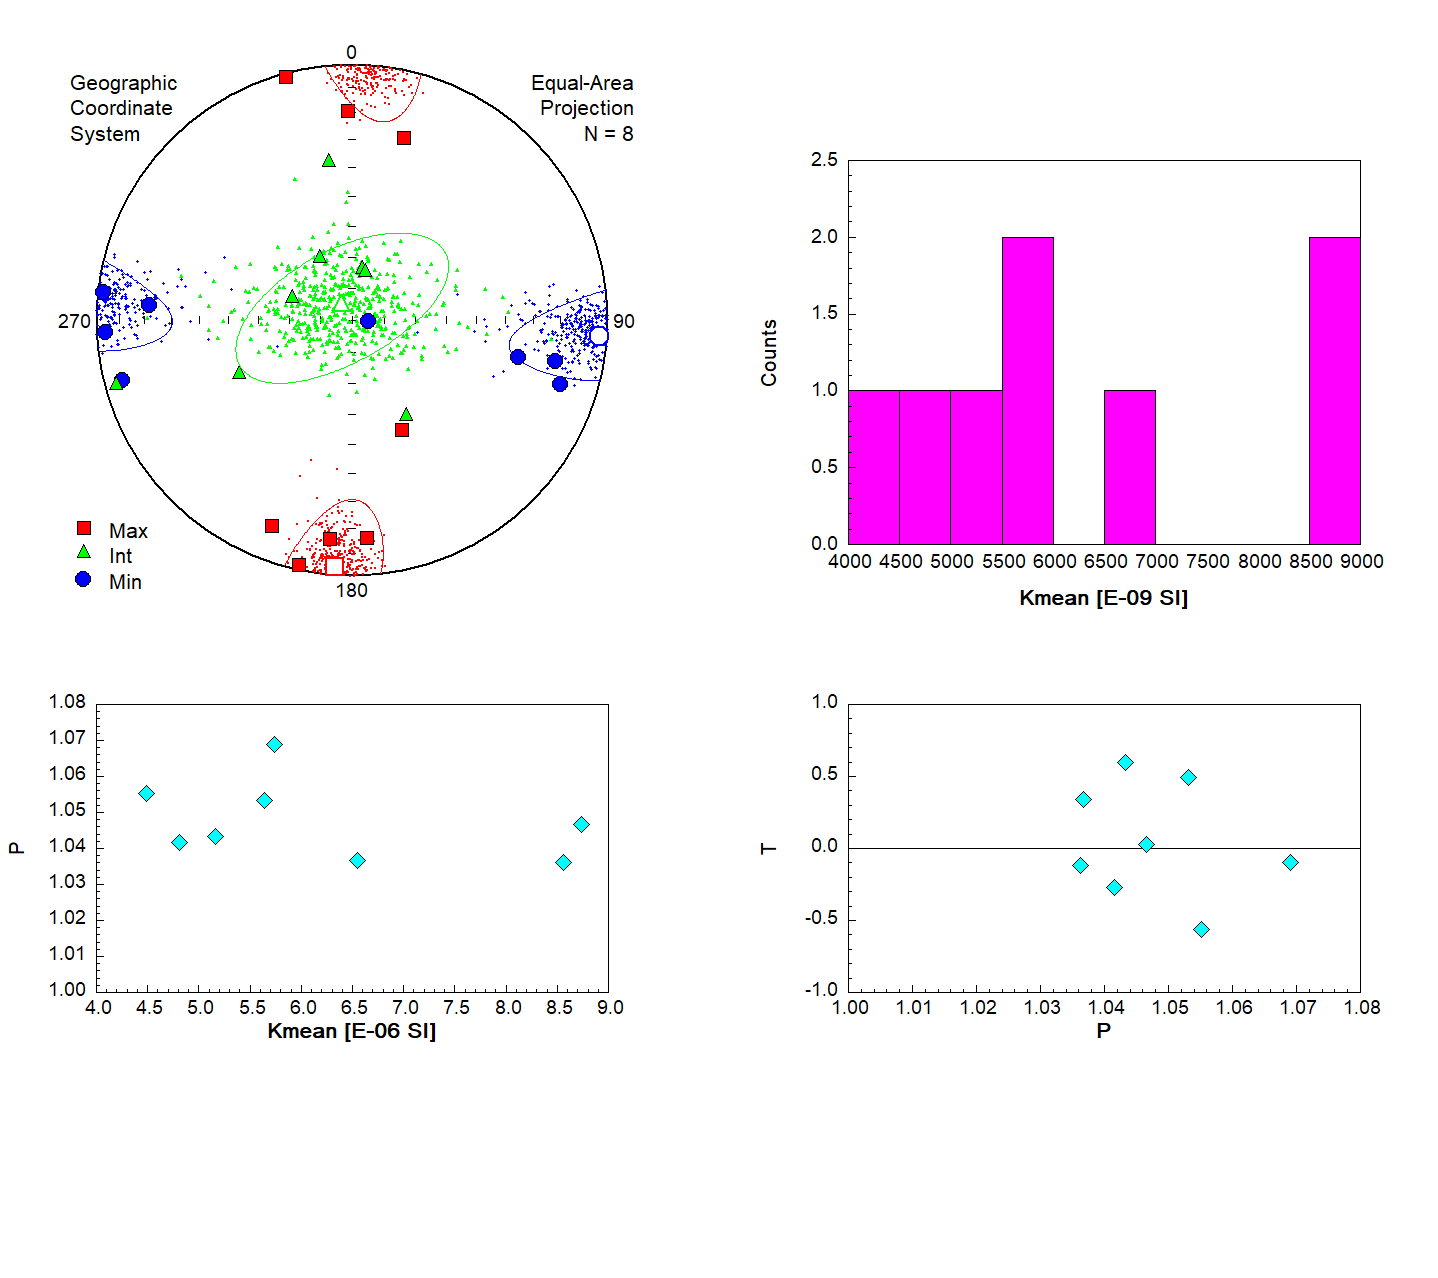 0
Geographic
Coordinate
System
Equal-Area
Projection
N = 8
270
90
180
Max
Int
Min
2.5
2.0
1.5
1.0
0.5
0.0
Counts
4000 4500 5000 5500 6000 6500 7000 7500 8000 8500 9000
Kmean [E-09 SI]
1.08
1.07
1.06
1.05
1.04
1.03
1.02
1.01
1.00
P
4.0 4.5 5.0 5.5 6.0 6.5 7.0 7.5 8.0 8.5 9.0
Kmean [E-06 SI]
1.0
0.5
0.0
-0.5
-1.0
T
1.00 1.01 1.02 1.03 1.04 1.05 1.06 1.07 1.08
P